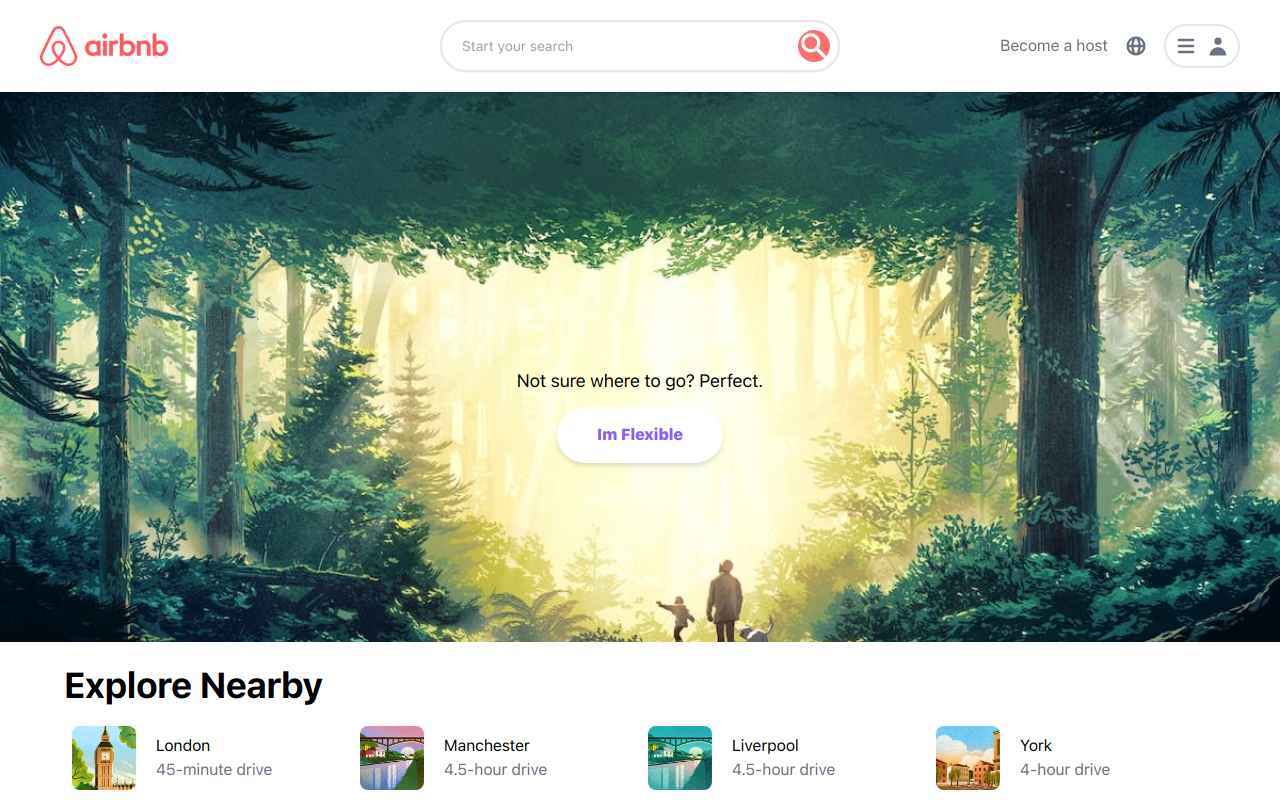 airbnb
Start your search
Become a host
Not sure where to go? Perfect.
Im Flexible
Explore Nearby
London
45-minute drive
Manchester
4.5-hour drive
Liverpool
4.5-hour drive
York
4-hour drive